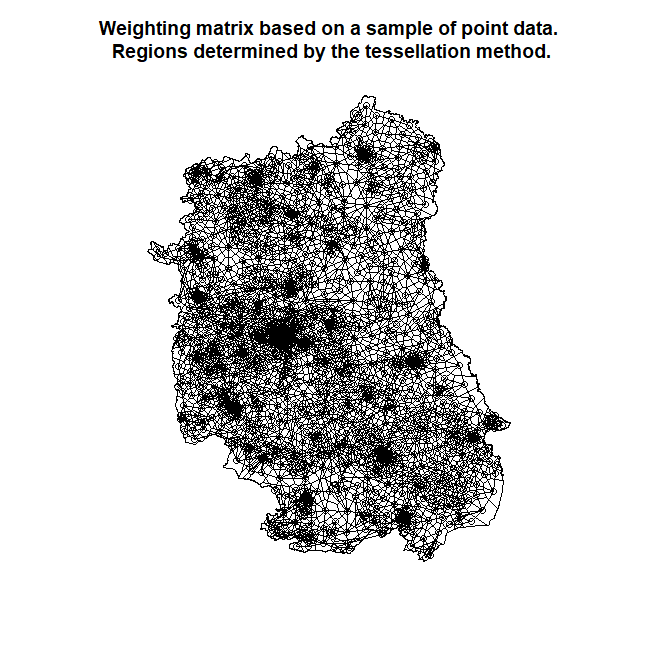 Weighting matrix based on a sample of point data.
Regions determined by the tessellation method.